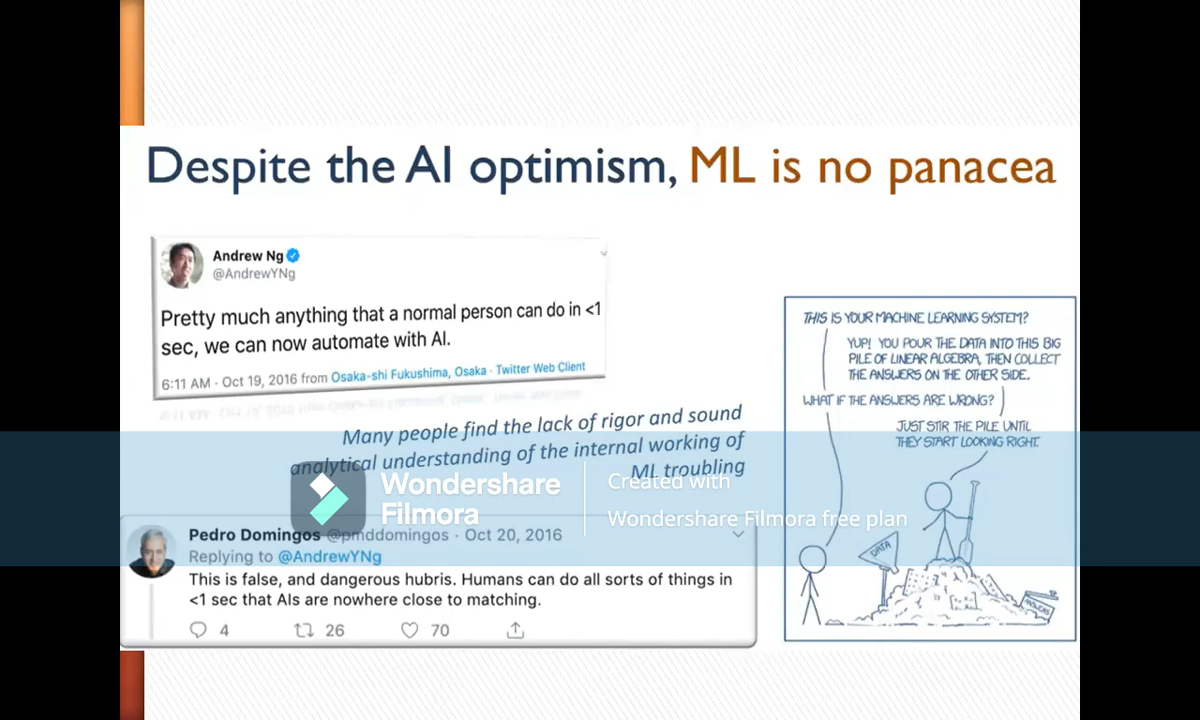 Despite the AI optimism, ML is no panacea
Andrew Ng
@AndrewYNg
Pretty much anything that a normal person can do in <1
sec, we can now automate with AI.
6:11 AM · Oct 19, 2016 from Osaka-shi Fukushima, Osaka · Twitter Web Client
Many people find the lack of rigor and sound
analytical understanding of the internal working of
ML troubling
Wondershare
Filmora
Created with
Wondershare Filmora free plan
Pedro Domingos @pmddomingos · Oct 20, 2016
Replying to @AndrewYNg
This is false, and dangerous hubris. Humans can do all sorts of things in
<1 sec that AIs are nowhere close to matching.
4 26 70
THIS IS YOUR MACHINE LEARNING SYSTEM?
YUP! YOU POUR THE DATA INTO THIS BIG
PILE OF LINEAR ALGEBRA, THEN COLLECT
THE ANSWERS ON THE OTHER SIDE.
WHAT IF THE ANSWERS ARE WRONG?
JUST STIR THE PILE UNTIL
THEY START LOOKING RIGHT.
DATA
ANSWERS